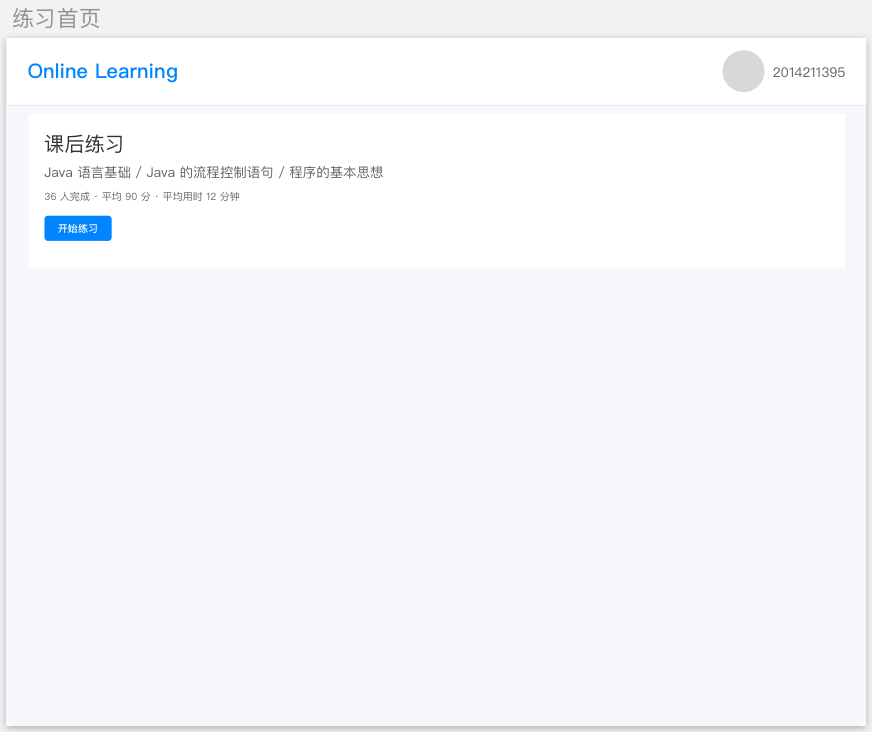 练习首页
Online Learning
2014211395
课后练习
Java 语言基础 / Java 的流程控制语句 / 程序的基本思想
36 人完成 · 平均 90 分 · 平均用时 12 分钟
开始练习